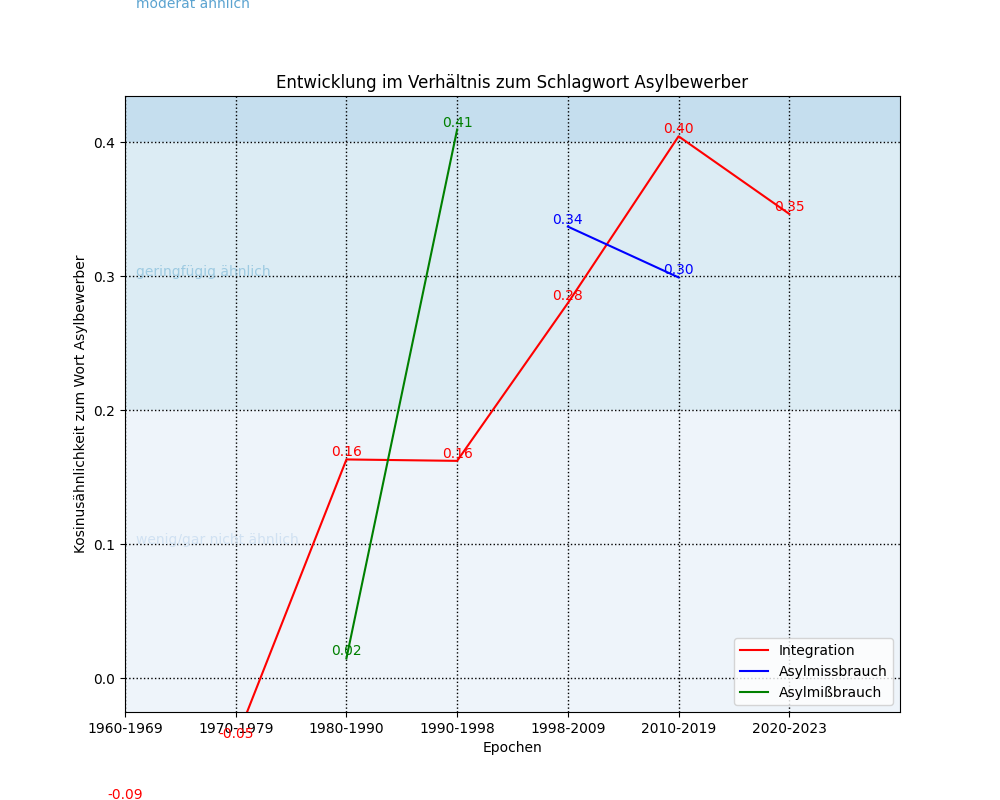 moderat ähnlich
Entwicklung im Verhältnis zum Schlagwort Asylbewerber
Kosinusähnlichkeit zum Wort Asylbewerber
0.4
0.3
0.2
0.1
0.0
geringfügig ähnlich
wenig/gar nicht ähnlich
0.41
0.40
0.34
0.35
0.30
0.28
0.16
0.16
0.02
Integration
Asylmissbrauch
Asylmißbrauch
1960-1969 1970-1979 1980-1990 1990-1998 1998-2009 2010-2019 2020-2023
-0.05
Epochen
-0.09